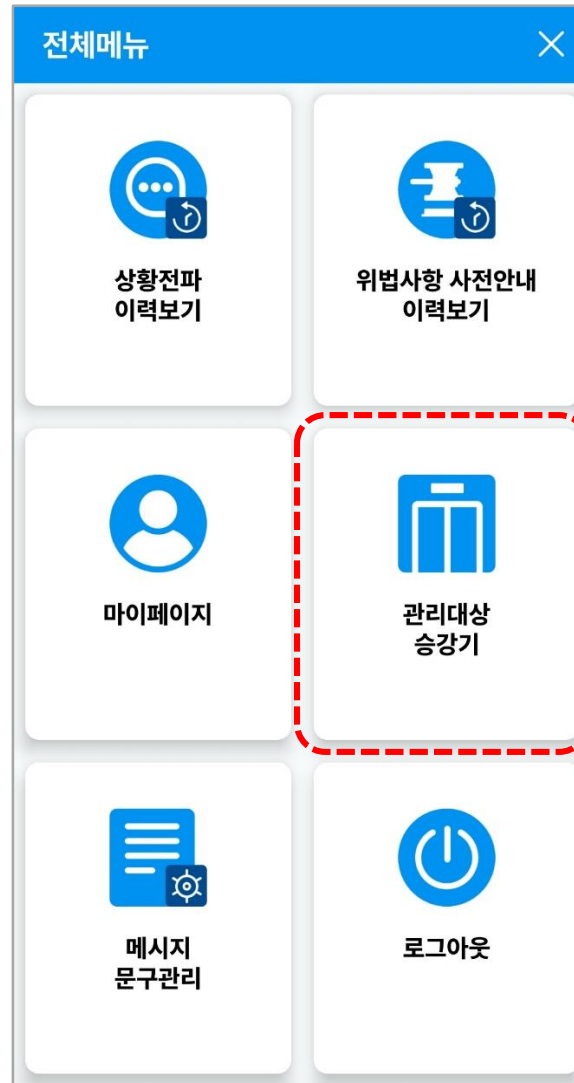 전체메뉴
상황전파
이력보기
위법사항 사전안내
이력보기
마이페이지
관리대상
승강기
메시지
문구관리
로그아웃